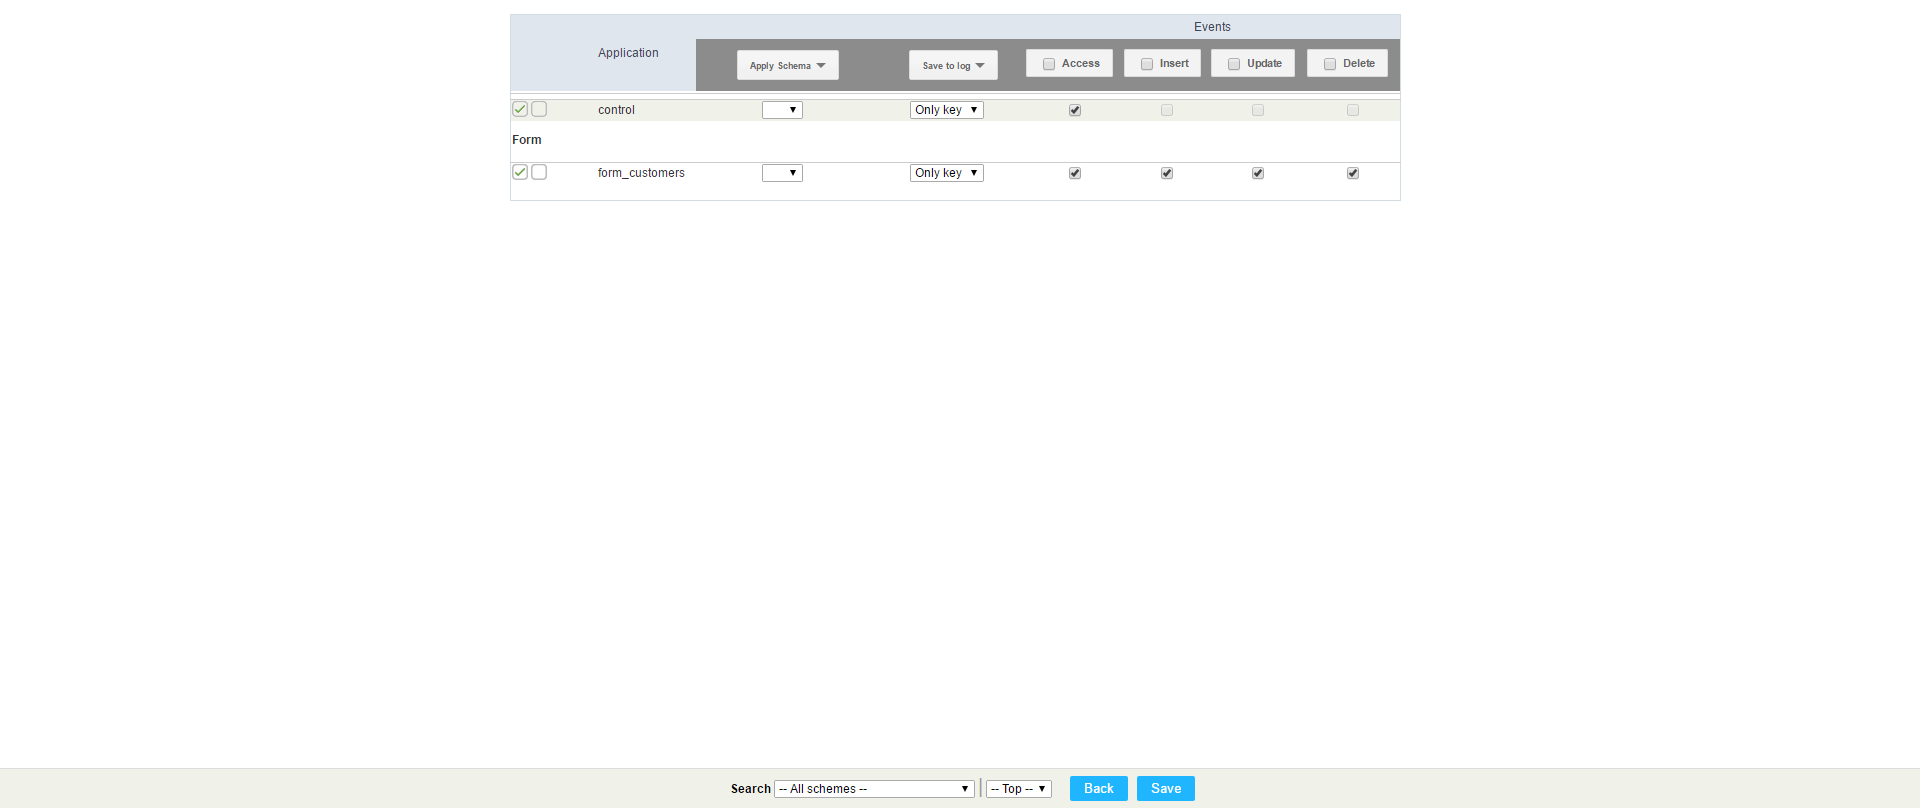 Events
Application
Apply Schema Save to log Access Insert Update Delete
control Only key
Form
form_customers Only key
Search -- All schemes -- -- Top -- Back Save